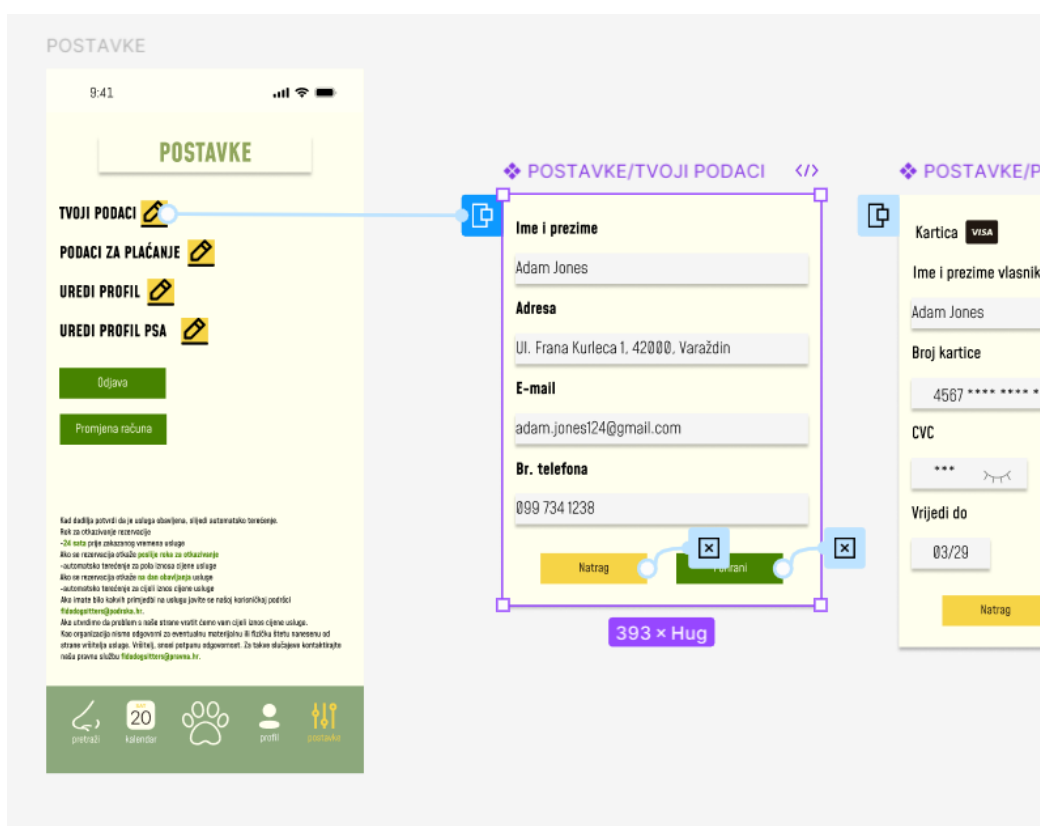 POSTAVKE
9:41
POSTAVKE
TVOJI PODACI
PODACI ZA PLAĆANJE
UREDI PROFIL
UREDI PROFIL PSA
Odjava
Promjena računa
Kad dadilja potvrdi da je usluga obavljena, slijedi automatsko terećenje.
Rok za otkazivanje rezervacije
-24 sata prije zakazanog vremena usluge
Ako se rezervacija otkaže poslije roka za otkazivanje
-automatsko terećenje za pola iznosa cijene usluge
Ako se rezervacija otkaže na dan obavljanja usluge
-automatsko terećenje za cijeli iznos cijene usluge
Ako imate bilo kakvih primjedbi na uslugu javite se našoj korisničkoj podršci
fidodogsitters@podrska.hr.
Ako utvrdimo da problem s naše strane vratit ćemo vam cijeli iznos cijene usluge.
Kao organizacija nismo odgovorni za eventualnu materijalnu ili fizičku štetu nanesenu od
strane vršitelja usluge. Vršitelj, snosi potpunu odgovornost. Za takve slučajeve kontaktirajte
našu pravnu službu fidodogsitters@pravna.hr.
pretraži
20
kalendar
profil
postavke
POSTAVKE/TVOJI PODACI </>
Ime i prezime
Adam Jones
Adresa
Ul. Frana Kurleca 1, 42000, Varaždin
E-mail
adam.jones124@gmail.com
Br. telefona
099 734 1238
Natrag
393 × Hug
POSTAVKE/P
Kartica VISA
Ime i prezime vlasnik
Adam Jones
Broj kartice
4567 **** **** *
CVC
***
Vrijedi do
03/29
Natrag